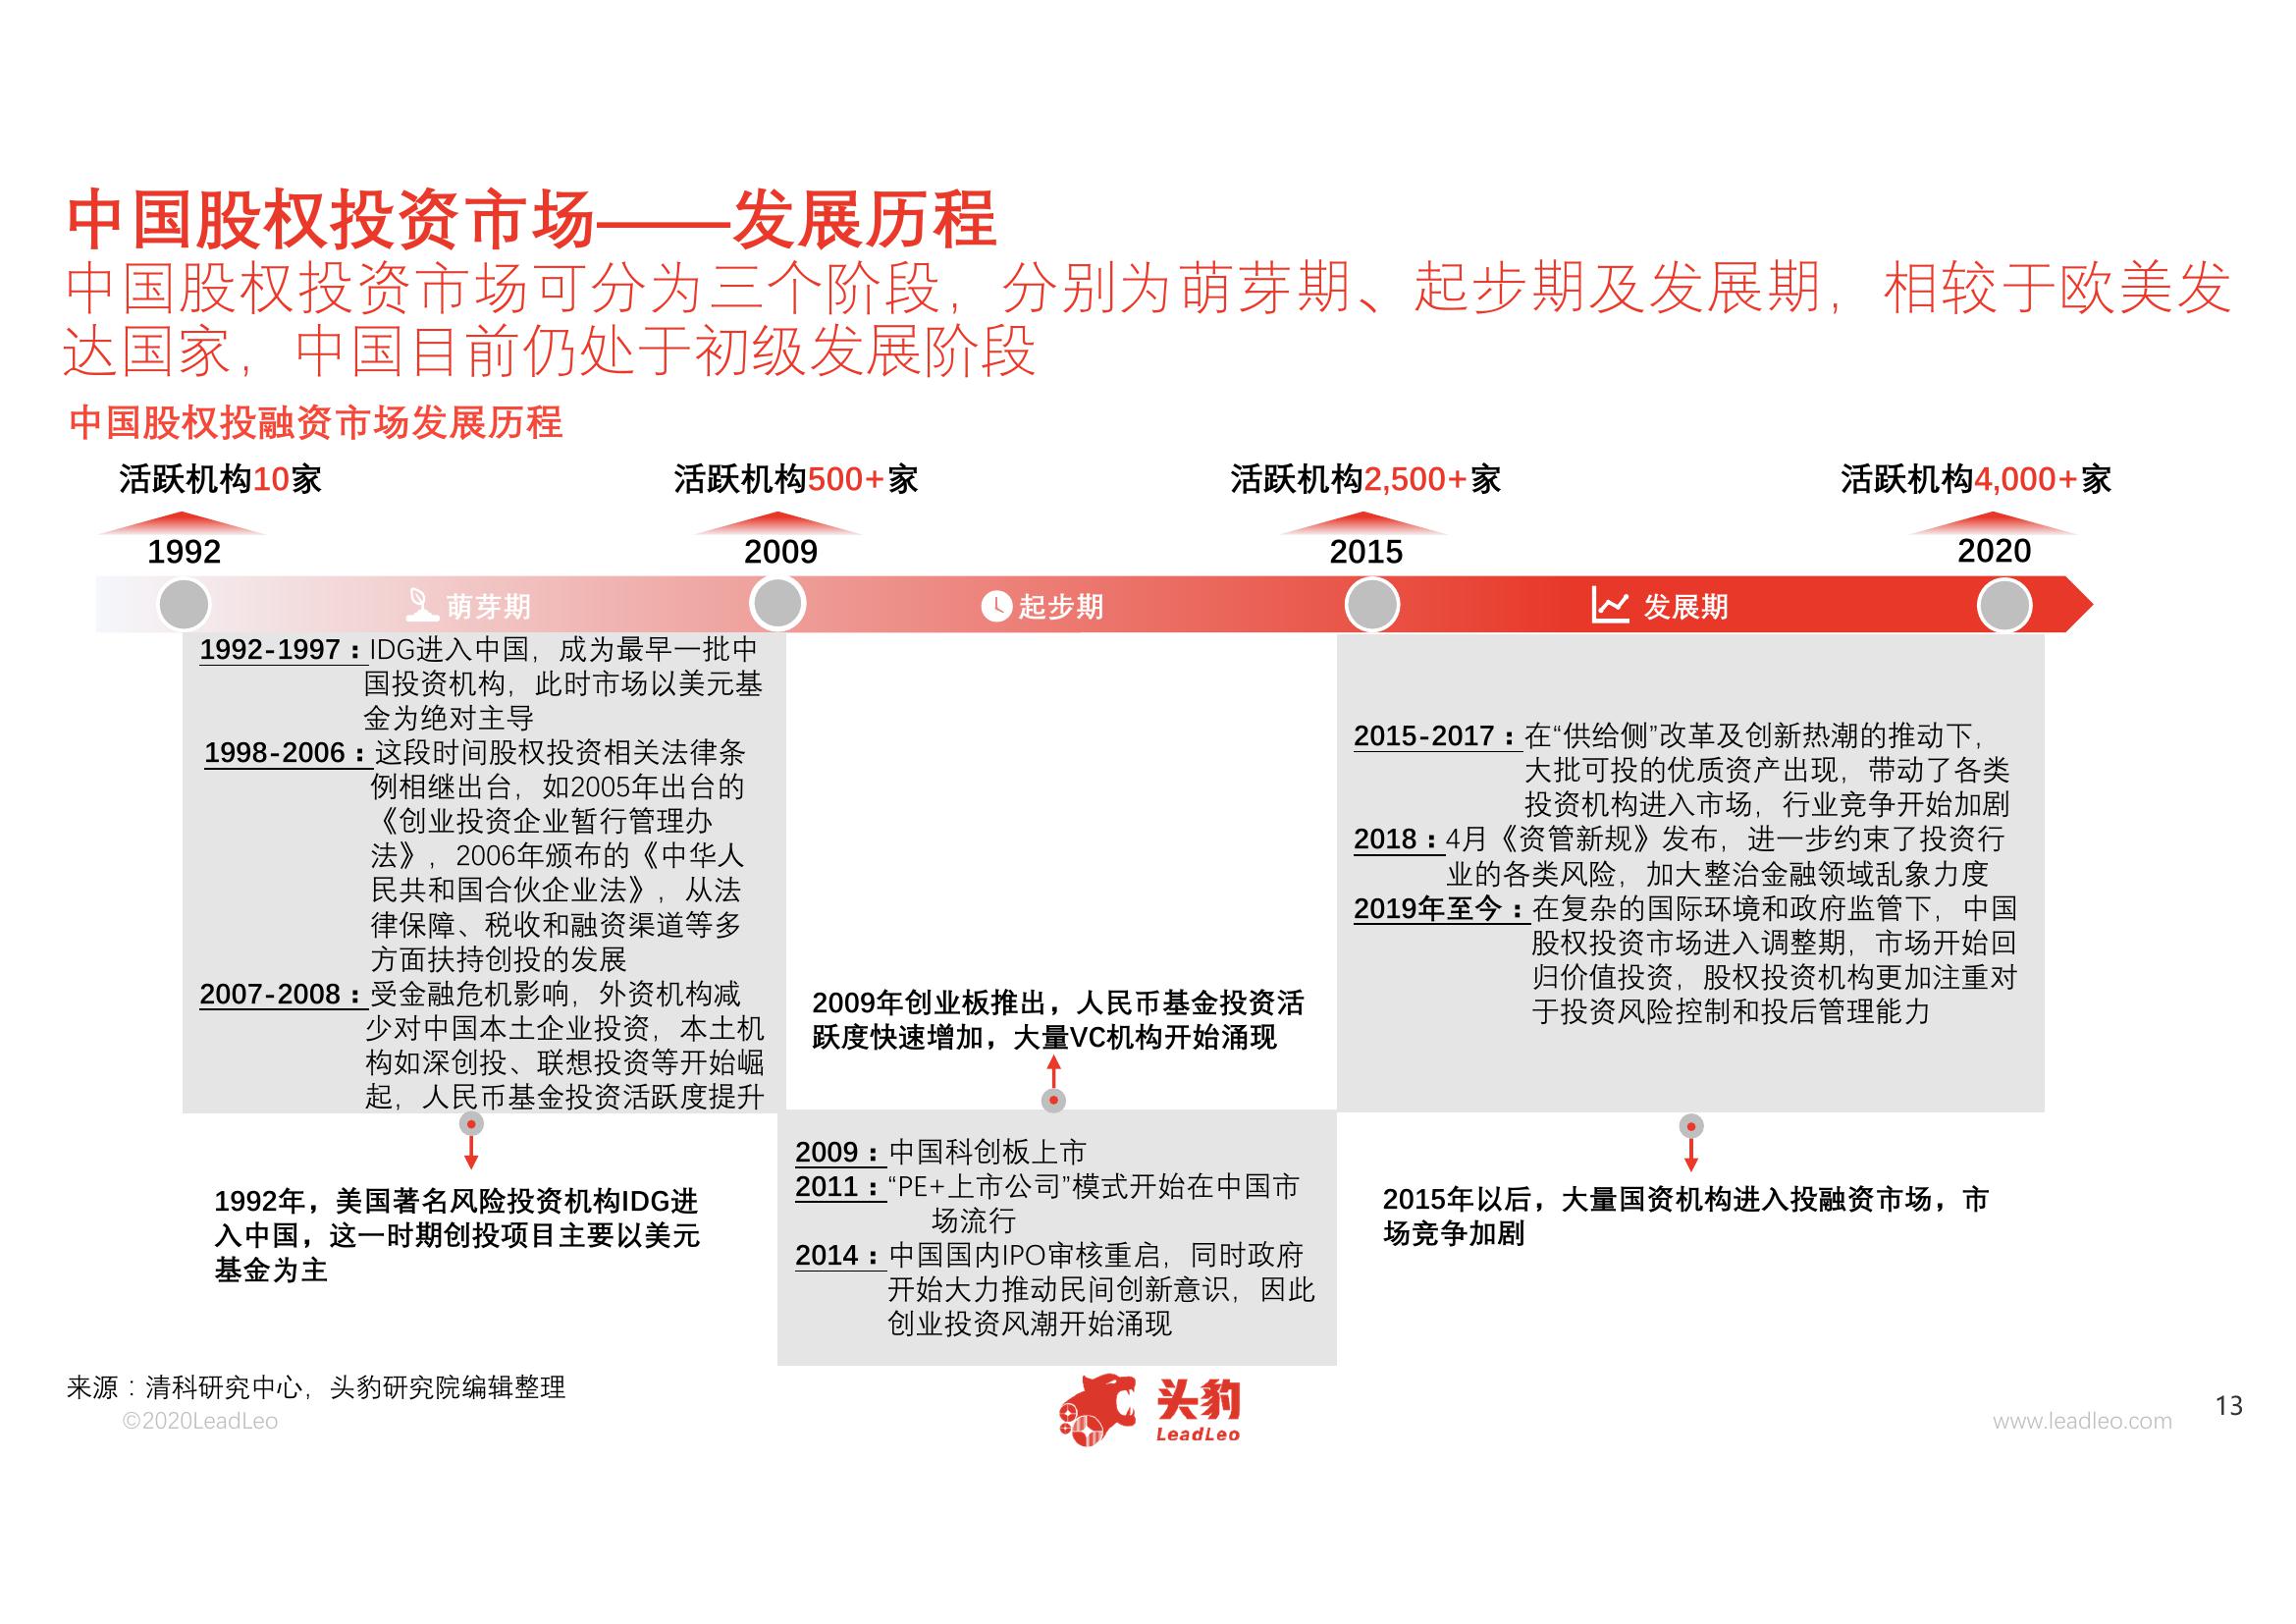 中国股权投资市场——发展历程
中国股权投资市场可分为三个阶段，分别为萌芽期、起步期及发展期，相较于欧美发
达国家，中国目前仍处于初级发展阶段
中国股权投融资市场发展历程
活跃机构10家
活跃机构500+家
活跃机构2,500+家
活跃机构4,000+家
1992
2009
2015
2020
萌芽期
起步期
发展期
1992-1997：IDG进入中国，成为最早一批中
国投资机构，此时市场以美元基
金为绝对主导
1998-2006：这段时间股权投资相关法律条
例相继出台，如2005年出台的
《创业投资企业暂行管理办
法》，2006年颁布的《中华人
民共和国合伙企业法》，从法
律保障、税收和融资渠道等多
方面扶持创投的发展
2007-2008：受金融危机影响，外资机构减
少对中国本土企业投资，本土机
构如深创投、联想投资等开始崛
起，人民币基金投资活跃度提升
1992年，美国著名风险投资机构IDG进
入中国，这一时期创投项目主要以美元
基金为主
2009年创业板推出，人民币基金投资活
跃度快速增加，大量VC机构开始涌现
2009：中国科创板上市
2011：“PE+上市公司”模式开始在中国市
场流行
2014：中国国内IPO审核重启，同时政府
开始大力推动民间创新意识，因此
创业投资风潮开始涌现
2015-2017：在“供给侧”改革及创新热潮的推动下，
大批可投的优质资产出现，带动了各类
投资机构进入市场，行业竞争开始加剧
2018：4月《资管新规》发布，进一步约束了投资行
业的各类风险，加大整治金融领域乱象力度
2019年至今：在复杂的国际环境和政府监管下，中国
股权投资市场进入调整期，市场开始回
归价值投资，股权投资机构更加注重对
于投资风险控制和投后管理能力
2015年以后，大量国资机构进入投融资市场，市
场竞争加剧
来源：清科研究中心，头豹研究院编辑整理
©2020LeadLeo
头豹
LeadLeo
www.leadleo.com
13